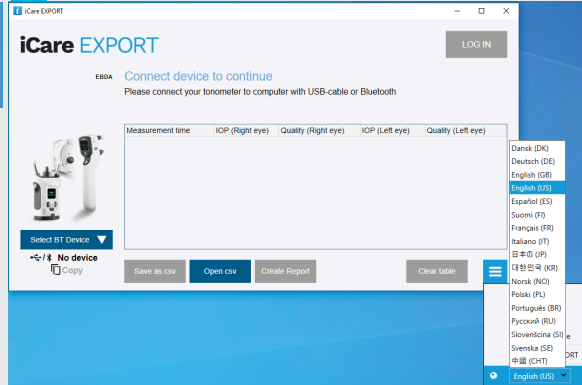 iCare EXPORT
iCare EXPORT
LOG IN
EBDA
Connect device to continue
Please connect your tonometer to computer with USB-cable or Bluetooth
Measurement time IOP (Right eye) Quality (Right eye) IOP (Left eye) Quality (Left eye)
Select BT Device
No device
Copy
Save as csv
Open csv
Create Report
Clear table
Dansk (DK)
Deutsch (DE)
English (GB)
English (US)
Español (ES)
Suomi (FI)
Français (FR)
Italiano (IT)
日本の (JP)
대한민국 (KR)
Norsk (NO)
Polski (PL)
Português (BR)
Русский (RU)
Slovenščina (SI)
Svenska (SE)
中國 (CHT)
English (US)